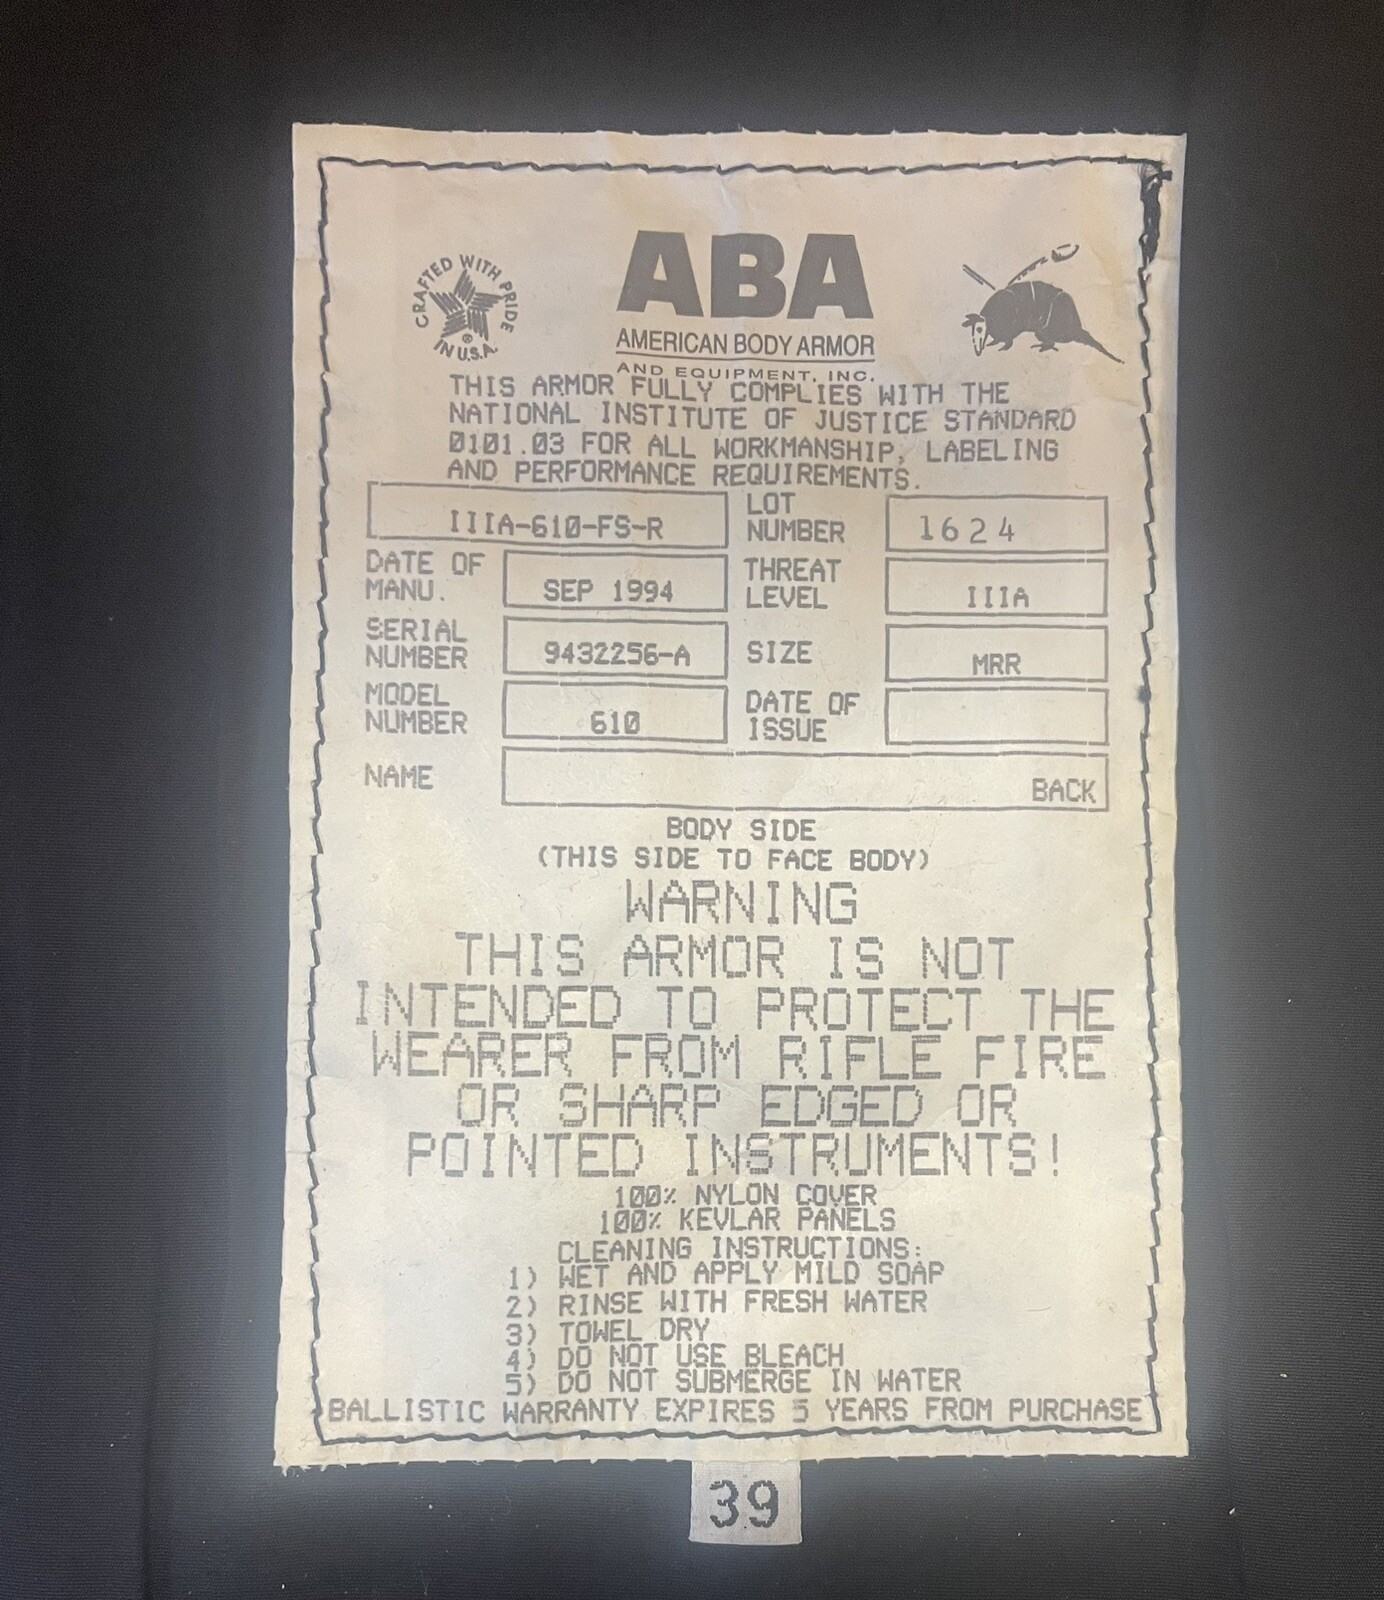 CRAFTED WITH PRIDE
IN U.S.A.
®
ABA
AMERICAN BODY ARMOR
AND EQUIPMENT, INC.
THIS ARMOR FULLY COMPLIES WITH THE
NATIONAL INSTITUTE OF JUSTICE STANDARD
0101.03 FOR ALL WORKMANSHIP, LABELING
AND PERFORMANCE REQUIREMENTS.
IIIA-610-FS-R LOT NUMBER 1624
DATE OF MANU. SEP 1994 THREAT LEVEL IIIA
SERIAL NUMBER 9432256-A SIZE MRR
MODEL NUMBER 610 DATE OF ISSUE
NAME BACK
BODY SIDE
(THIS SIDE TO FACE BODY)
WARNING
THIS ARMOR IS NOT
INTENDED TO PROTECT THE
WEARER FROM RIFLE FIRE
OR SHARP EDGED OR
POINTED INSTRUMENTS!
100% NYLON COVER
100% KEVLAR PANELS
CLEANING INSTRUCTIONS:
1) WET AND APPLY MILD SOAP
2) RINSE WITH FRESH WATER
3) TOWEL DRY
4) DO NOT USE BLEACH
5) DO NOT SUBMERGE IN WATER
BALLISTIC WARRANTY EXPIRES 5 YEARS FROM PURCHASE
39